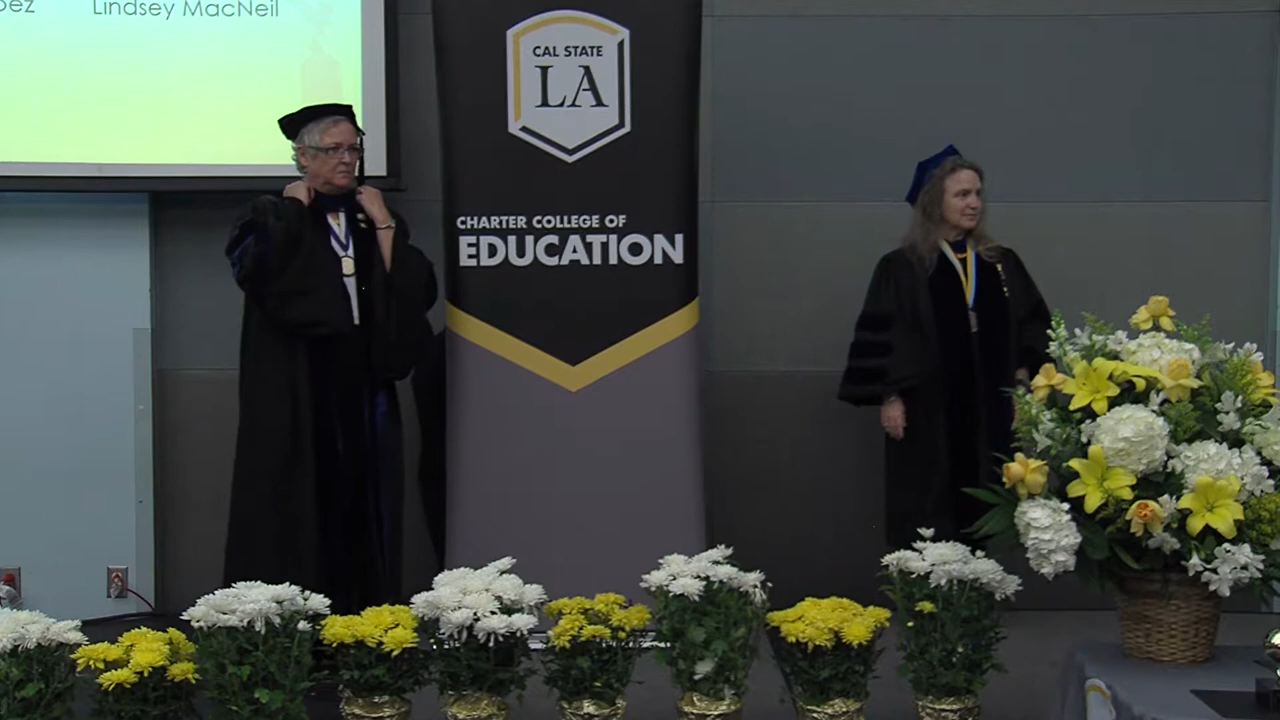 Lindsey MacNeil
CAL STATE
LA
CHARTER COLLEGE OF
EDUCATION